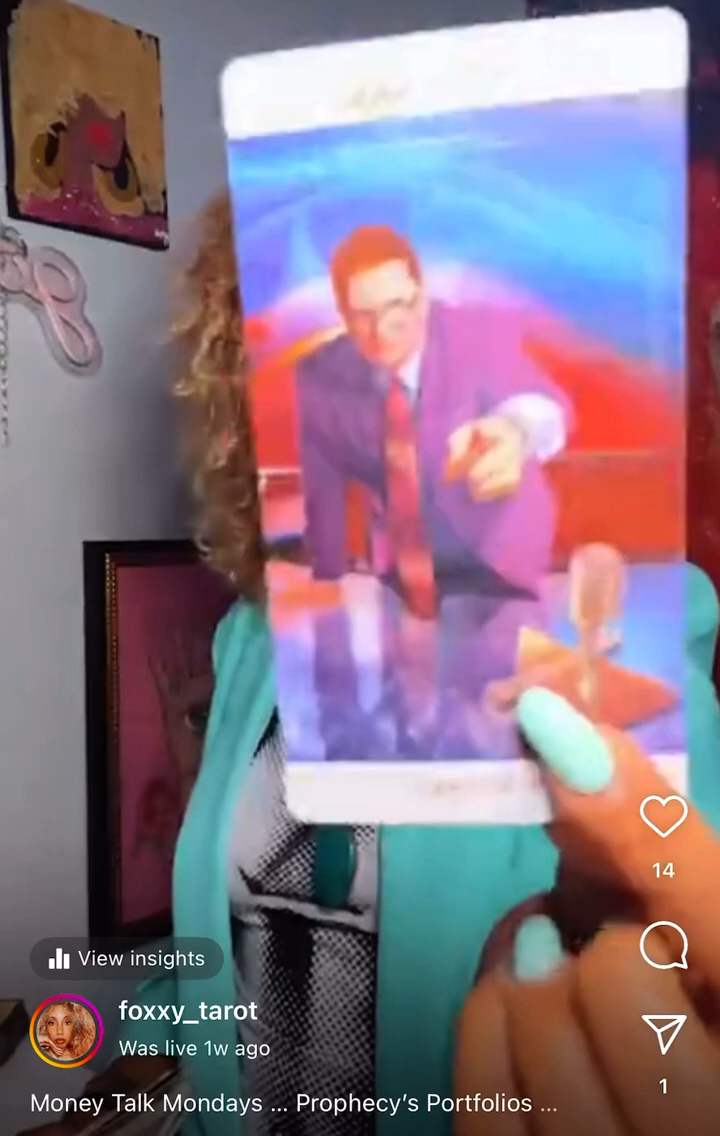 14
View insights
foxxy_tarot
Was live 1w ago
1
Money Talk Mondays ... Prophecy's Portfolios ...